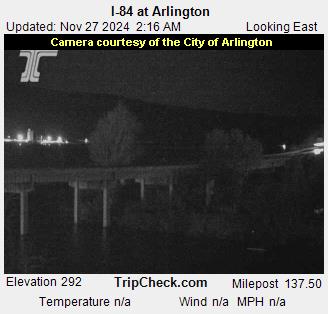 I-84 at Arlington
Updated: Nov 27 2024 2:16 AM Looking East
Camera courtesy of the City of Arlington
Elevation 292 TripCheck.com Milepost 137.50
Temperature n/a Wind n/a MPH n/a